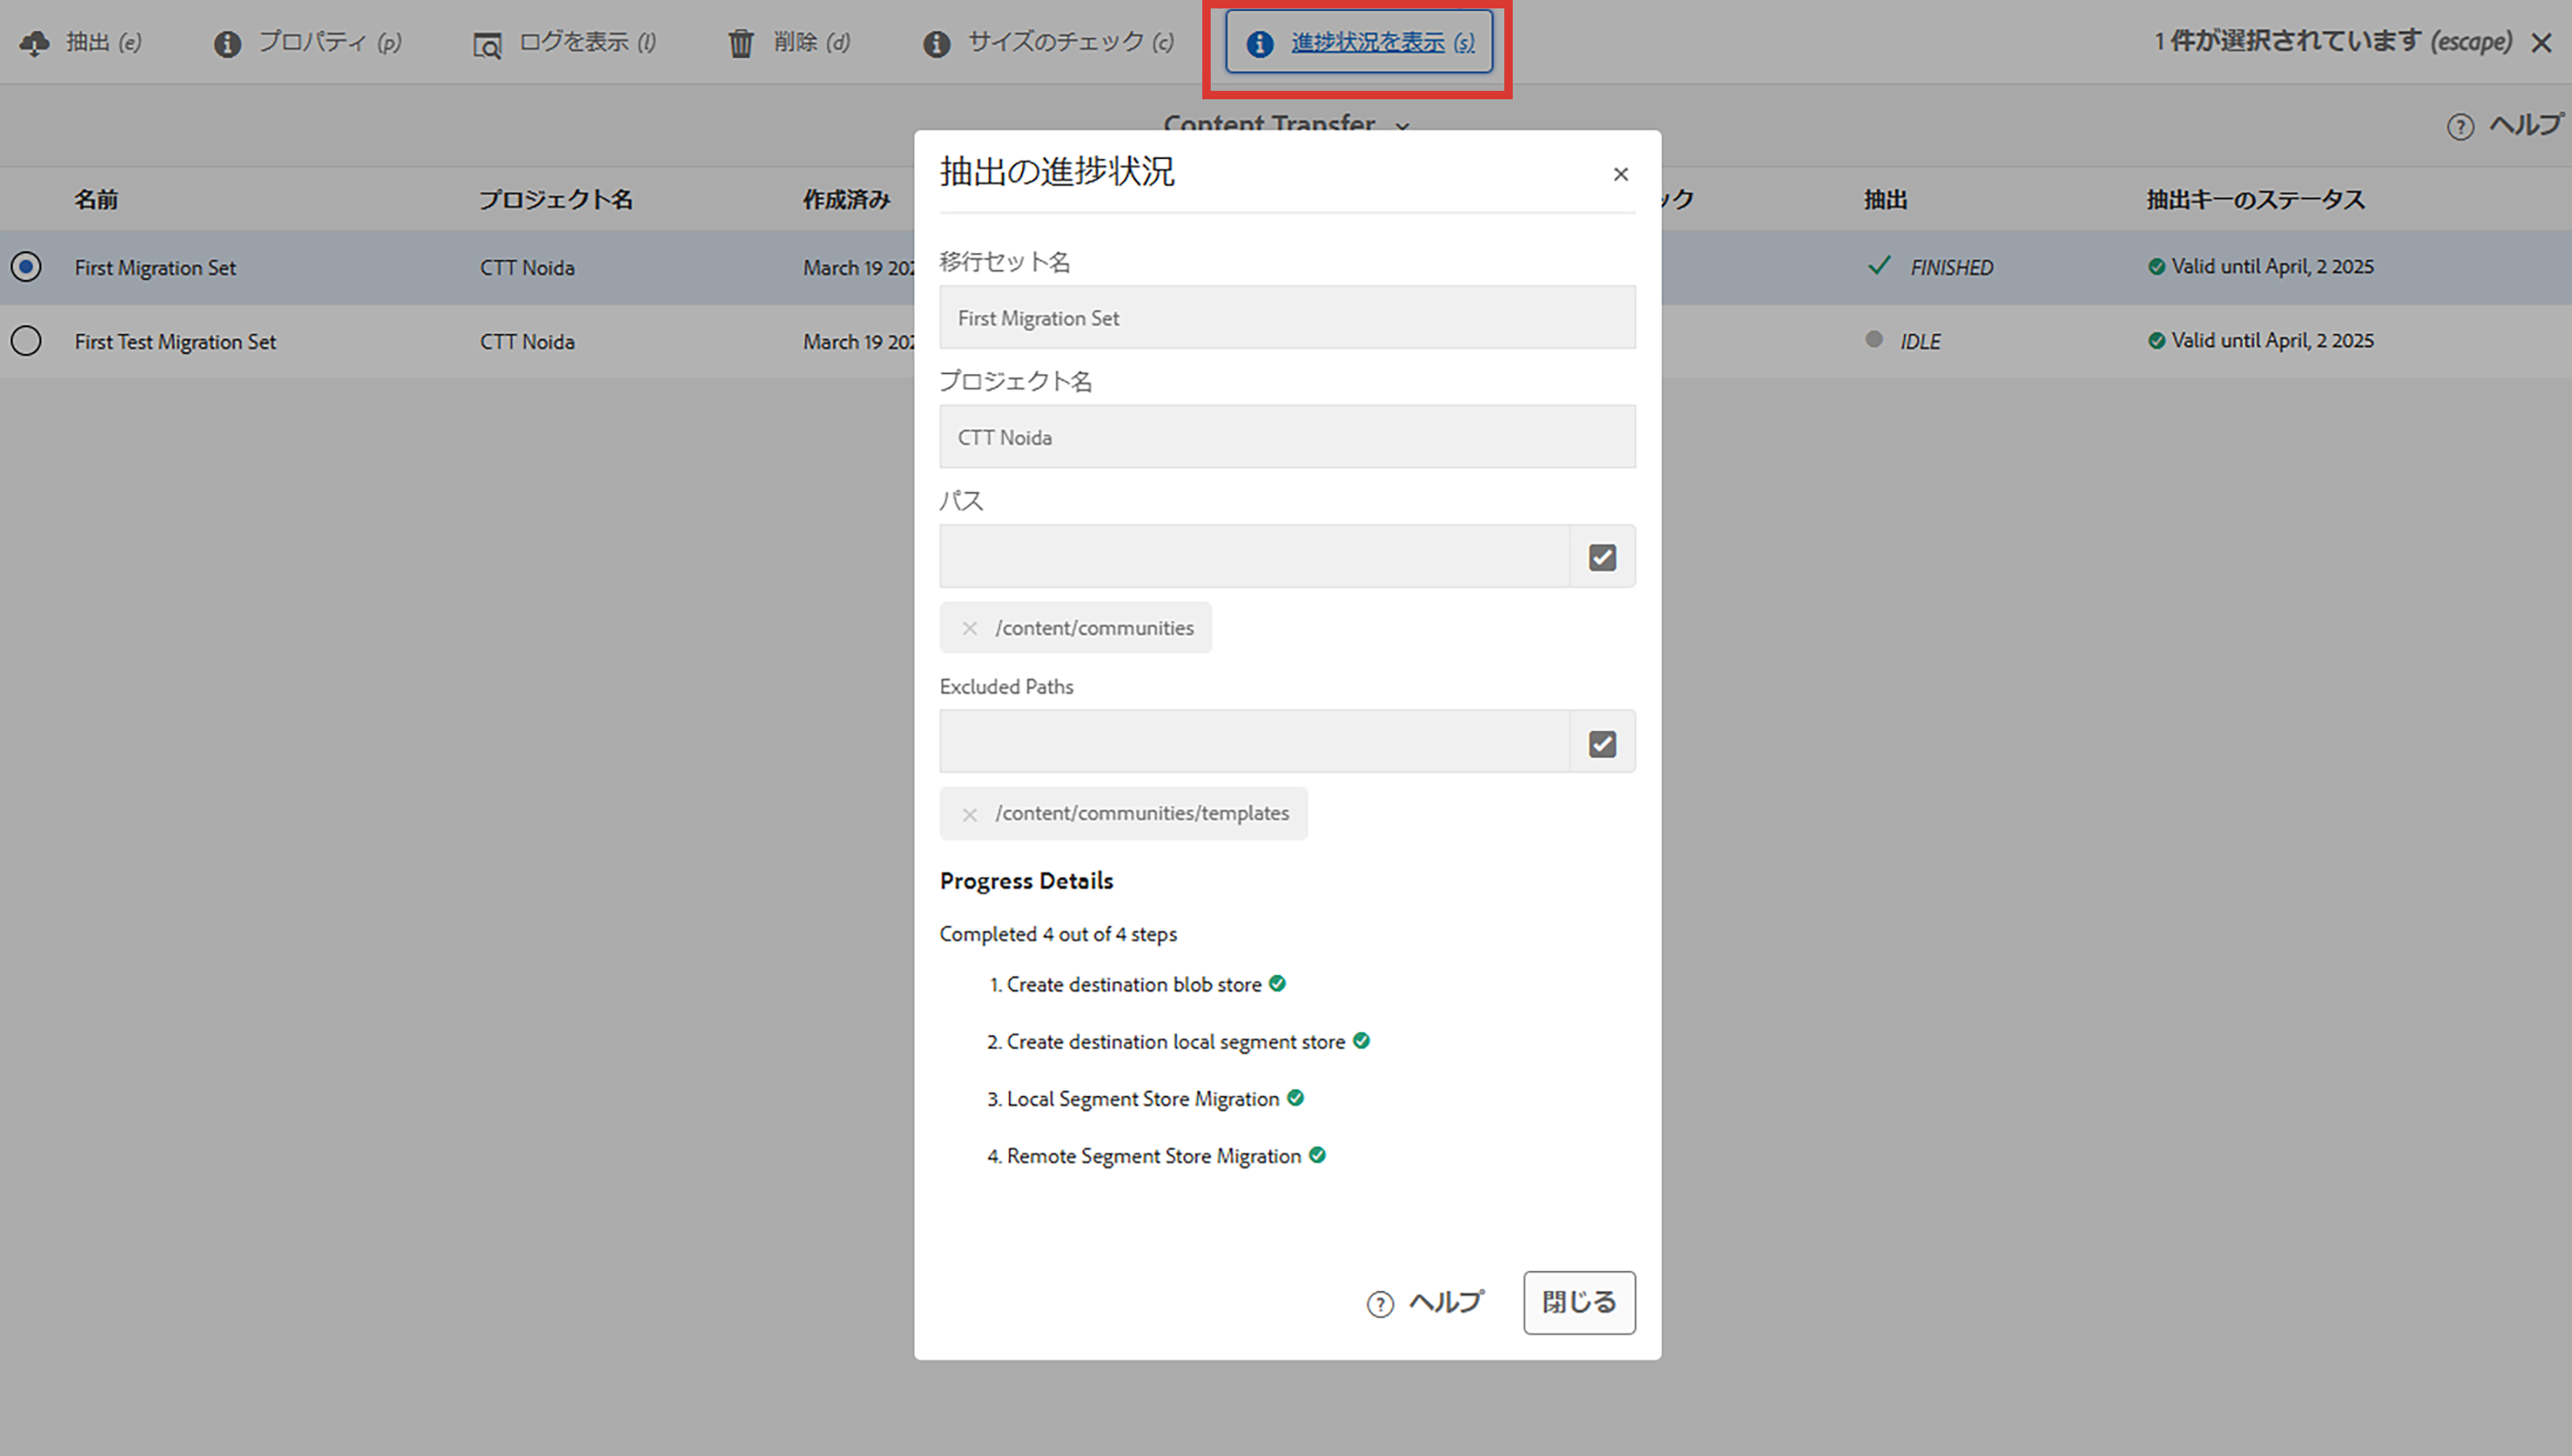 抽出 (e) プロパティ (p) ログを表示 (l) 削除 (d) サイズのチェック (c) 進捗状況を表示 (s) 1 件が選択されています (escape)
Content Transfer
ヘルプ
名前 プロジェクト名 作成済み ック 抽出 抽出キーのステータス
First Migration Set CTT Noida March 19 202 FINISHED Valid until April, 2 2025
First Test Migration Set CTT Noida March 19 202 IDLE Valid until April, 2 2025
抽出の進捗状況
移行セット名
First Migration Set
プロジェクト名
CTT Noida
パス
/content/communities
Excluded Paths
/content/communities/templates
Progress Details
Completed 4 out of 4 steps
1. Create destination blob store
2. Create destination local segment store
3. Local Segment Store Migration
4. Remote Segment Store Migration
ヘルプ 閉じる